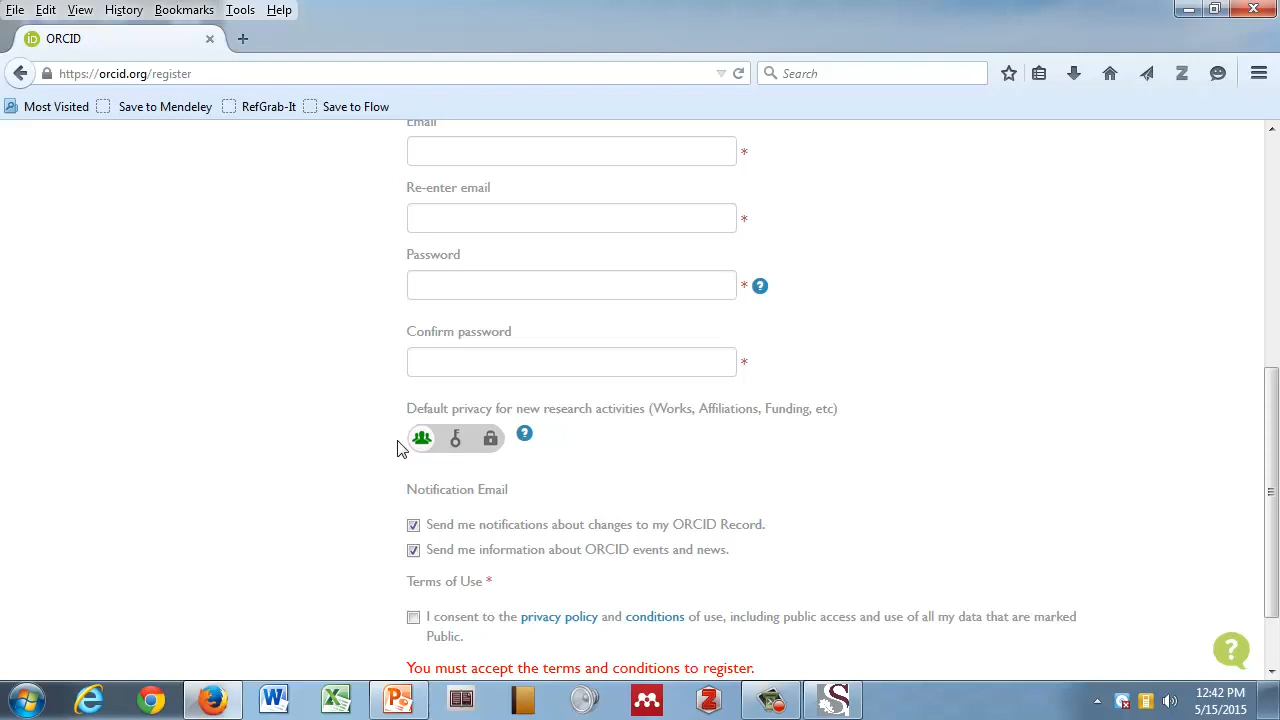 File Edit View History Bookmarks Tools Help
iD ORCID
https://orcid.org/register
Search
Most Visited Save to Mendeley RefGrab-It Save to Flow
Email
*
Re-enter email
*
Password
* ?
Confirm password
*
Default privacy for new research activities (Works, Affiliations, Funding, etc)
?
Notification Email
Send me notifications about changes to my ORCID Record.
Send me information about ORCID events and news.
Terms of Use *
I consent to the privacy policy and conditions of use, including public access and use of all my data that are marked
Public.
You must accept the terms and conditions to register.
?
12:42 PM
5/15/2015